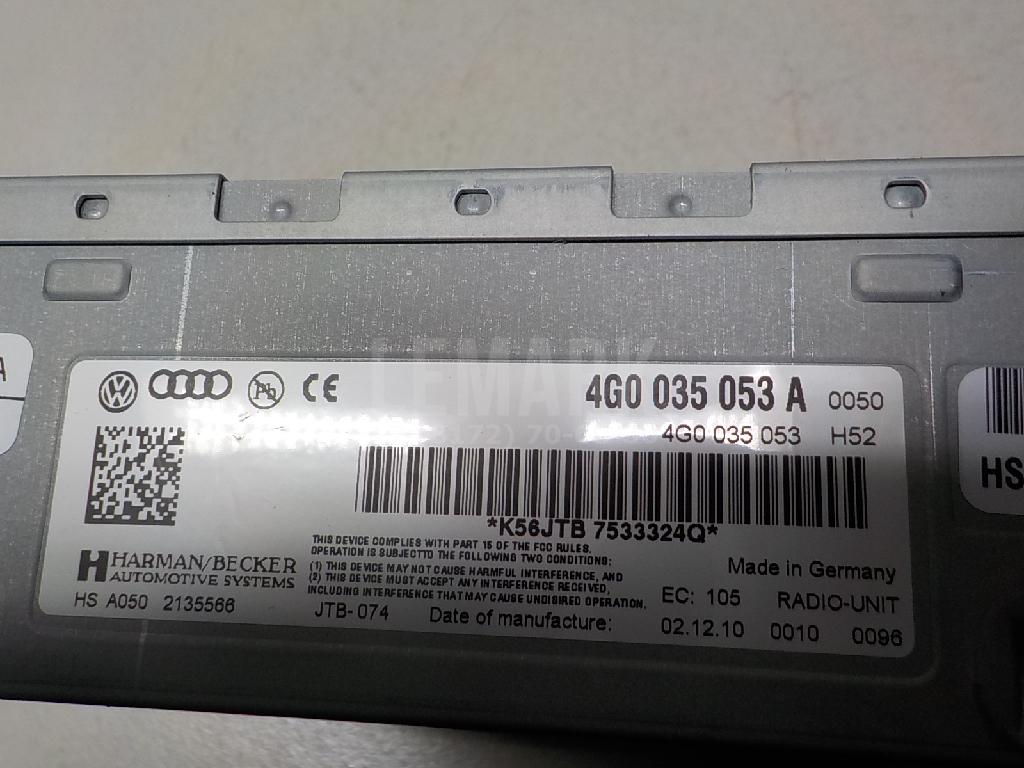 LEMARK
A
4G0 035 053 A 0050
4G0 035 053 H52
*K56JTB 7533324Q*
THIS DEVICE COMPLIES WITH PART 15 OF THE FCC RULES.
OPERATION IS SUBJECTTO THE FOLLOWING TWO CONDITIONS:
(1) THIS DEVICE MAY NOT CAUSE HARMFUL INTERFERENCE, AND
(2) THIS DEVICE MUST ACCEPT ANY INTERFERENCE RECEIVED,
INCLUDING INTERFERENCE THAT MAY CAUSE UNDISIRED OPERATION.
HARMAN/BECKER
AUTOMOTIVE SYSTEMS
Made in Germany
HS A050 2135566
JTB-074
EC: 105 RADIO-UNIT
Date of manufacture: 02.12.10 0010 0096
HS